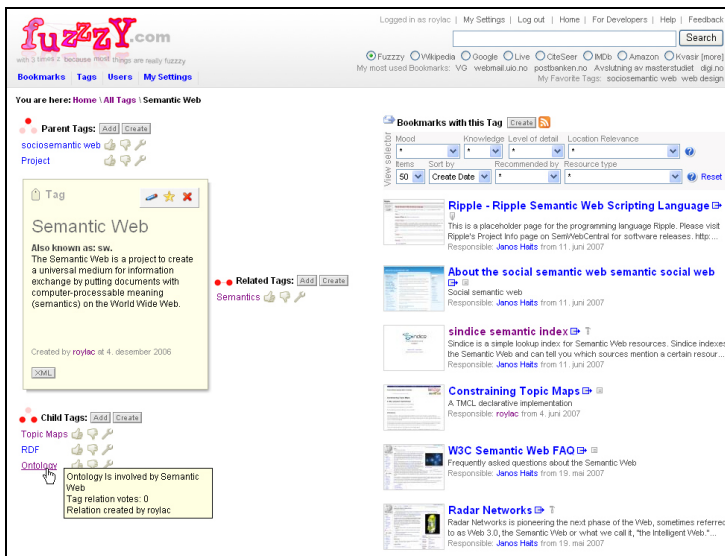 Logged in as roylac | My Settings | Log out | Home | For Developers | Help | Feedback
fuzzzy.com
with 3 times z because most things are really fuzzzy
Search
Fuzzzy Wikipedia Google Live CiteSeer IMDb Amazon Kvasir [more]
My most used Bookmarks: VG webmail.uio.no postbanken.no Avslutning av masterstudiet digi.no
My Favorite Tags: sociosemantic web web design
Bookmarks Tags Users My Settings
You are here: Home \ All Tags \ Semantic Web
Parent Tags: Add Create
sociosemantic web
Project
Tag
Semantic Web
Also known as: sw.
The Semantic Web is a project to create
a universal medium for information
exchange by putting documents with
computer-processable meaning
(semantics) on the World Wide Web.
Created by roylac at 4. desember 2006
XML
Related Tags: Add Create
Semantics
Child Tags: Add Create
Topic Maps
RDF
Ontology
Ontology Is involved by Semantic
Web
Tag relation votes: 0
Relation created by roylac
Bookmarks with this Tag Create
View selector
Mood Knowledge Level of detail Location Relevance
* * * *
Items Sort by Recommended by Resource type
50 Create Date * * Reset
Ripple - Ripple Semantic Web Scripting Language
This is a placeholder page for the programming language Ripple. Please visit
Ripple's Project Info page on SemWebCentral for software releases. http:...
Responsible: Janos Haits from 11. juni 2007
About the social semantic web semantic social web
Social semantic web
Responsible: Janos Haits from 11. juni 2007
sindice semantic index
Sindice is a simple lookup index for Semantic Web resources. Sindice indexes
the Semantic Web and can tell you which sources mention a certain resour...
Responsible: Janos Haits from 11. juni 2007
Constraining Topic Maps
A TMCL declarative implementation
Responsible: roylac from 4. juni 2007
W3C Semantic Web FAQ
Frequently asked questions about the Semantic Web
Responsible: Janos Haits from 19. mai 2007
Radar Networks
Radar Networks is pioneering the next phase of the Web, sometimes referred
to as Web 3.0, the Semantic Web or what we call it, "the Intelligent Web."...
Responsible: Janos Haits from 19. mai 2007